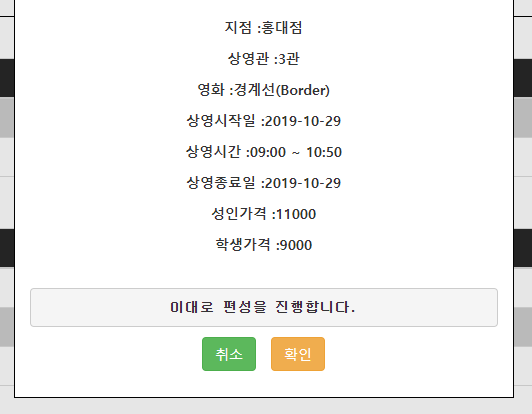 지점 :홍대점
상영관 :3관
영화 :경계선(Border)
상영시작일 :2019-10-29
상영시간 :09:00 ~ 10:50
상영종료일 :2019-10-29
성인가격 :11000
학생가격 :9000
이대로 편성을 진행합니다.
취소 확인